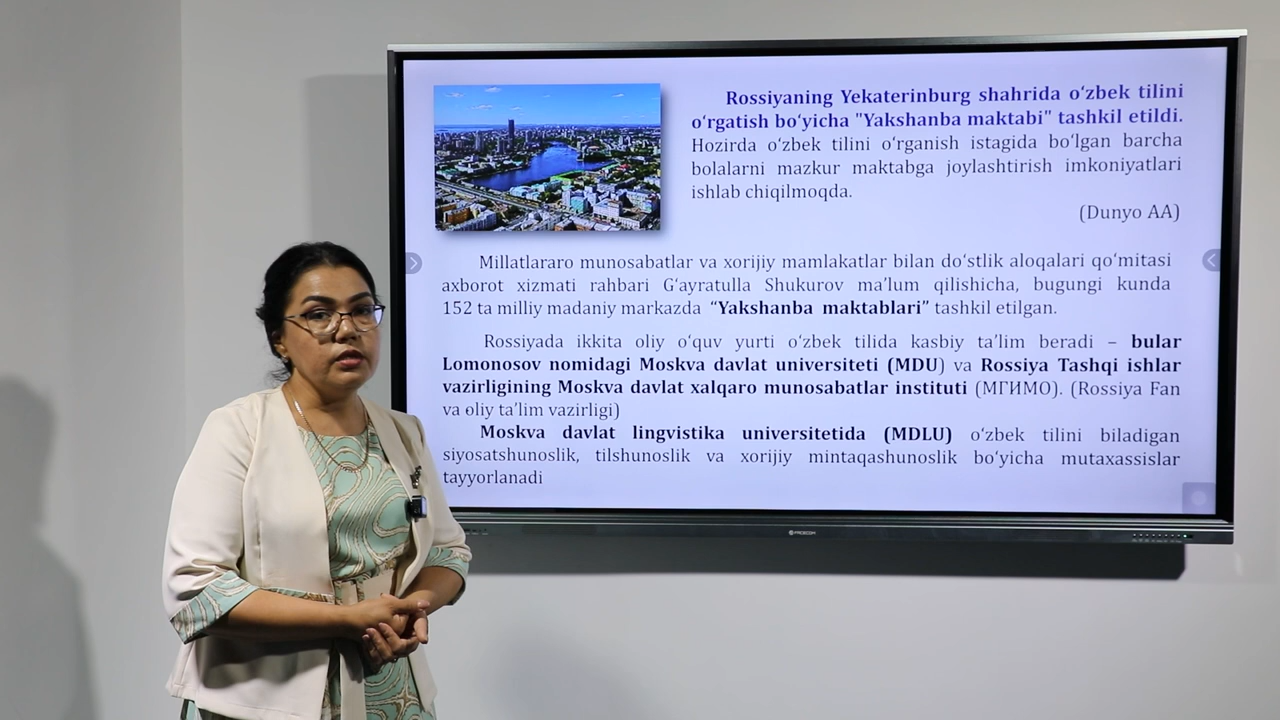 Rossiyaning Yekaterinburg shahrida o‘zbek tilini
o‘rgatish bo‘yicha "Yakshanba maktabi" tashkil etildi.
Hozirda o‘zbek tilini o‘rganish istagida bo‘lgan barcha
bolalarni mazkur maktabga joylashtirish imkoniyatlari
ishlab chiqilmoqda.
(Dunyo AA)
Millatlararo munosabatlar va xorijiy mamlakatlar bilan do‘stlik aloqalari qo‘mitasi
axborot xizmati rahbari G‘ayratulla Shukurov ma’lum qilishicha, bugungi kunda
152 ta milliy madaniy markazda “Yakshanba maktablari” tashkil etilgan.
Rossiyada ikkita oliy o‘quv yurti o‘zbek tilida kasbiy ta’lim beradi – bular
Lomonosov nomidagi Moskva davlat universiteti (MDU) va Rossiya Tashqi ishlar
vazirligining Moskva davlat xalqaro munosabatlar instituti (МГИМО). (Rossiya Fan
va oliy ta’lim vazirligi)
Moskva davlat lingvistika universitetida (MDLU) o‘zbek tilini biladigan
siyosatshunoslik, tilshunoslik va xorijiy mintaqashunoslik bo‘yicha mutaxassislar
tayyorlanadi